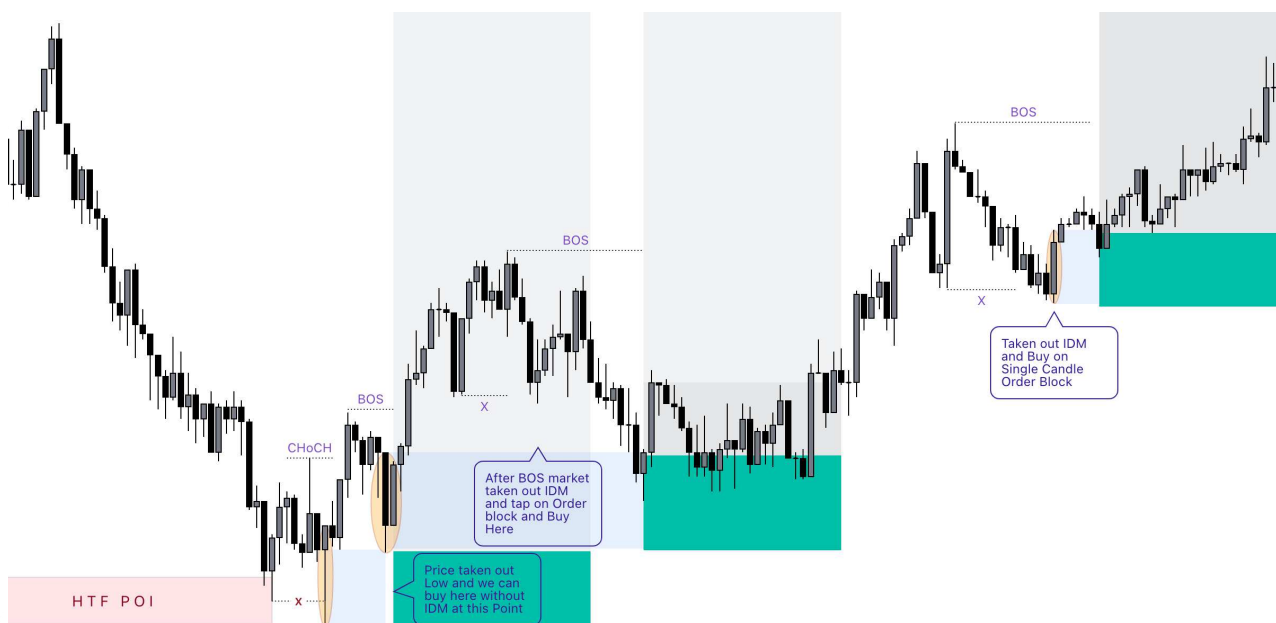 BOS
BOS
BOS
CHoCH
X
X
Taken out IDM
and Buy on
Single Candle
Order Block
After BOS market
taken out IDM
and tap on Order
block and Buy
Here
Price taken out
Low and we can
buy here without
IDM at this Point
HTF POI
x